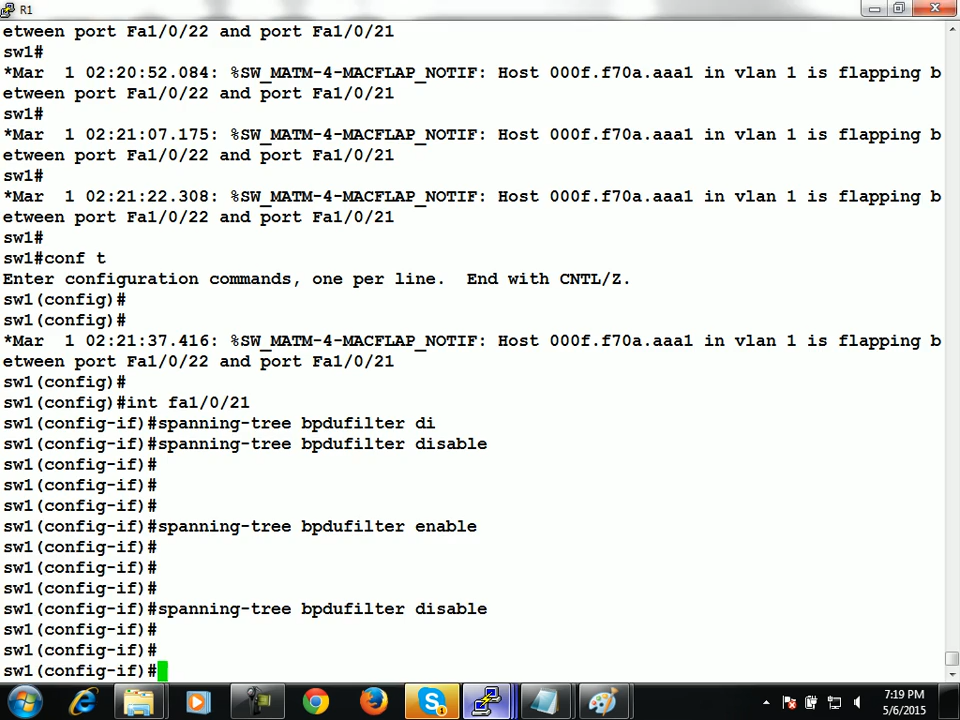 R1
etween port Fa1/0/22 and port Fa1/0/21
sw1#
*Mar  1 02:20:52.084: %SW_MATM-4-MACFLAP_NOTIF: Host 000f.f70a.aaa1 in vlan 1 is flapping b
etween port Fa1/0/22 and port Fa1/0/21
sw1#
*Mar  1 02:21:07.175: %SW_MATM-4-MACFLAP_NOTIF: Host 000f.f70a.aaa1 in vlan 1 is flapping b
etween port Fa1/0/22 and port Fa1/0/21
sw1#
*Mar  1 02:21:22.308: %SW_MATM-4-MACFLAP_NOTIF: Host 000f.f70a.aaa1 in vlan 1 is flapping b
etween port Fa1/0/22 and port Fa1/0/21
sw1#
sw1#conf t
Enter configuration commands, one per line.  End with CNTL/Z.
sw1(config)#
sw1(config)#
*Mar  1 02:21:37.416: %SW_MATM-4-MACFLAP_NOTIF: Host 000f.f70a.aaa1 in vlan 1 is flapping b
etween port Fa1/0/22 and port Fa1/0/21
sw1(config)#
sw1(config)#int fa1/0/21
sw1(config-if)#spanning-tree bpdufilter di
sw1(config-if)#spanning-tree bpdufilter disable
sw1(config-if)#
sw1(config-if)#
sw1(config-if)#
sw1(config-if)#spanning-tree bpdufilter enable
sw1(config-if)#
sw1(config-if)#
sw1(config-if)#
sw1(config-if)#spanning-tree bpdufilter disable
sw1(config-if)#
sw1(config-if)#
sw1(config-if)#
7:19 PM
5/6/2015